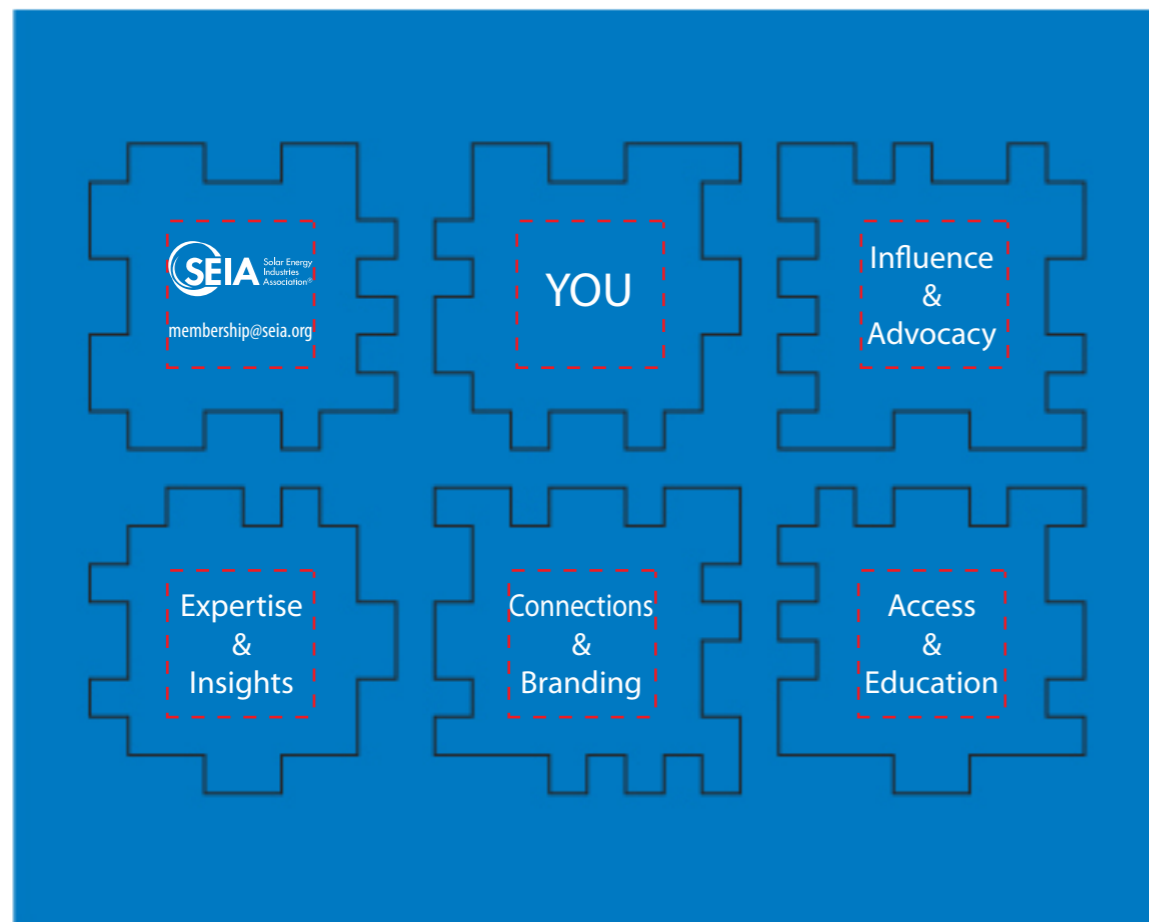 SEIA
Solar Energy
Industries
Association®
membership@seia.org
YOU
Influence
&
Advocacy
Expertise
&
Insights
Connections
&
Branding
Access
&
Education